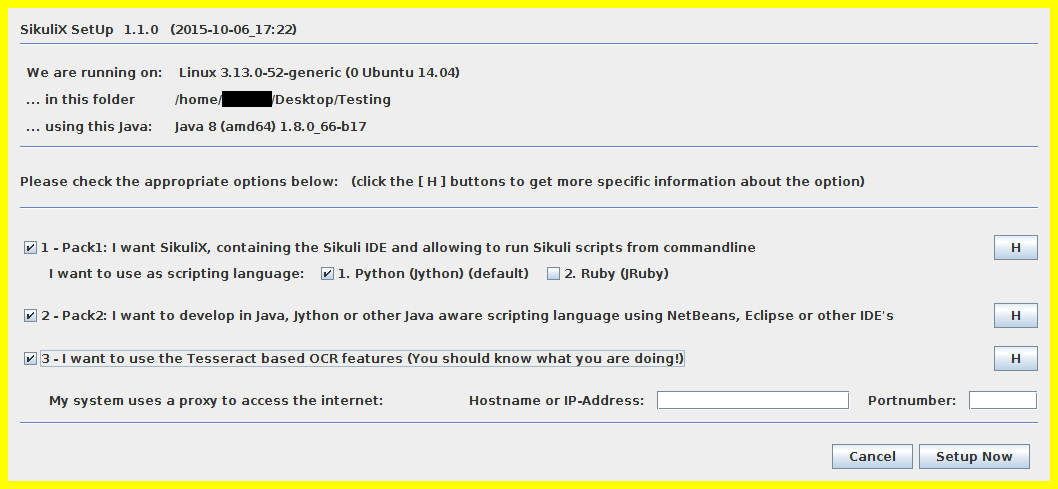 SikuliX SetUp 1.1.0 (2015-10-06_17:22)
We are running on: Linux 3.13.0-52-generic (0 Ubuntu 14.04)
... in this folder /home/ /Desktop/Testing
... using this Java: Java 8 (amd64) 1.8.0_66-b17
Please check the appropriate options below: (click the [ H ] buttons to get more specific information about the option)
1 - Pack1: I want SikuliX, containing the Sikuli IDE and allowing to run Sikuli scripts from commandline H
I want to use as scripting language: 1. Python (Jython) (default) 2. Ruby (JRuby)
2 - Pack2: I want to develop in Java, Jython or other Java aware scripting language using NetBeans, Eclipse or other IDE's H
3 - I want to use the Tesseract based OCR features (You should know what you are doing!) H
My system uses a proxy to access the internet: Hostname or IP-Address: Portnumber:
Cancel Setup Now